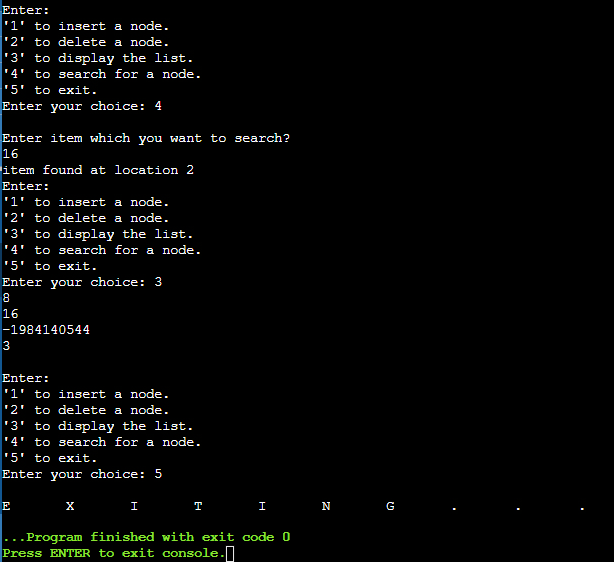 Enter:
'1' to insert a node.
'2' to delete a node.
'3' to display the list.
'4' to search for a node.
'5' to exit.
Enter your choice: 4
Enter item which you want to search?
16
item found at location 2
Enter:
'1' to insert a node.
'2' to delete a node.
'3' to display the list.
'4' to search for a node.
'5' to exit.
Enter your choice: 3
8
16
-1984140544
3
Enter:
'1' to insert a node.
'2' to delete a node.
'3' to display the list.
'4' to search for a node.
'5' to exit.
Enter your choice: 5
E X I T I N G . . .
...Program finished with exit code 0
Press ENTER to exit console.